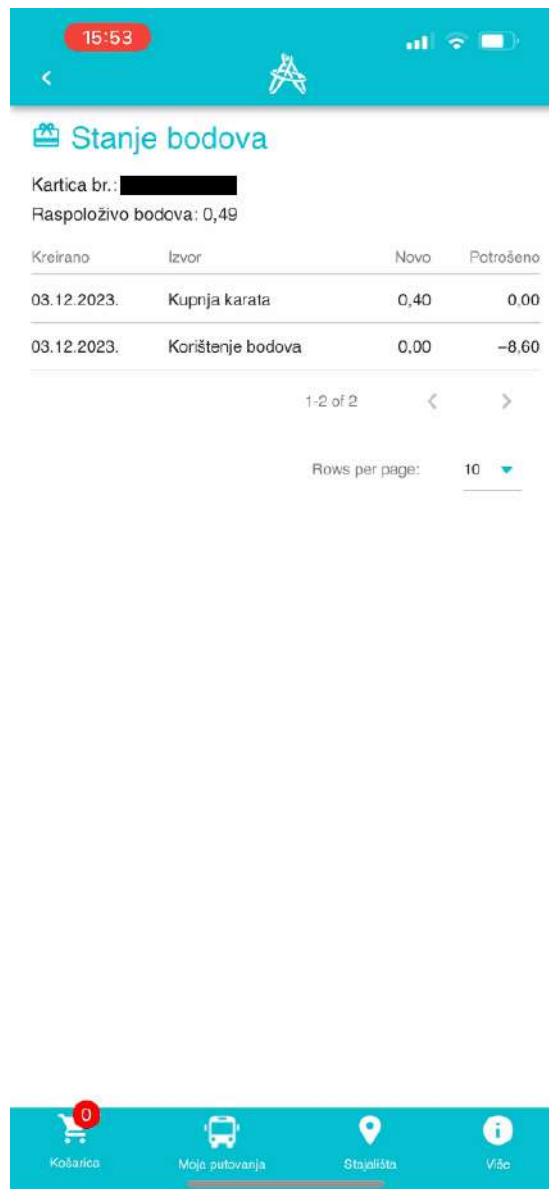 15:53
Stanje bodova
Kartica br.:
Raspoloživo bodova: 0,49
Kreirano Izvor Novo Potrošeno
03.12.2023. Kupnja karata 0,40 0,00
03.12.2023. Korištenje bodova 0,00 −8,60
1-2 of 2
Rows per page: 10
0
Košarica Moja putovanja Stajališta Više